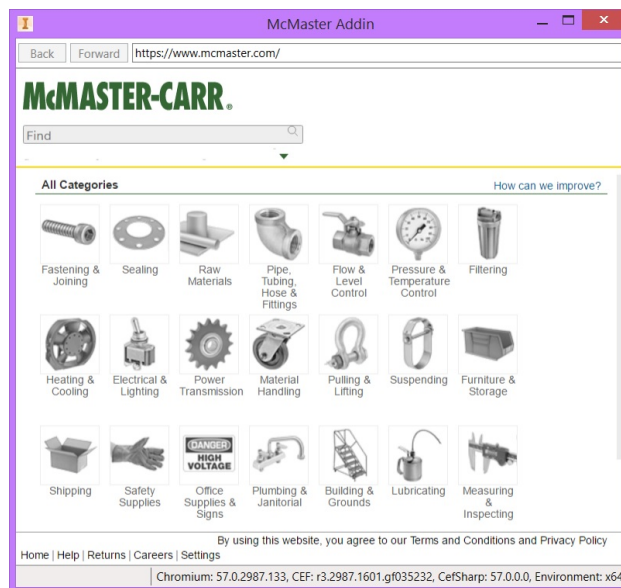 McMaster Addin
Back Forward https://www.mcmaster.com/
McMASTER-CARR®
Find
All Categories
How can we improve?
Fastening &
Joining
Sealing
Raw
Materials
Pipe,
Tubing,
Hose &
Fittings
Flow &
Level
Control
Pressure &
Temperature
Control
Filtering
Heating &
Cooling
Electrical &
Lighting
Power
Transmission
Material
Handling
Pulling &
Lifting
Suspending
Furniture &
Storage
DANGER
HIGH
VOLTAGE
Shipping
Safety
Supplies
Office
Supplies &
Signs
Plumbing &
Janitorial
Building &
Grounds
Lubricating
Measuring
&
Inspecting
By using this website, you agree to our Terms and Conditions and Privacy Policy
Home | Help | Returns | Careers | Settings
Chromium: 57.0.2987.133, CEF: r3.2987.1601.gf035232, CefSharp: 57.0.0.0, Environment: x64